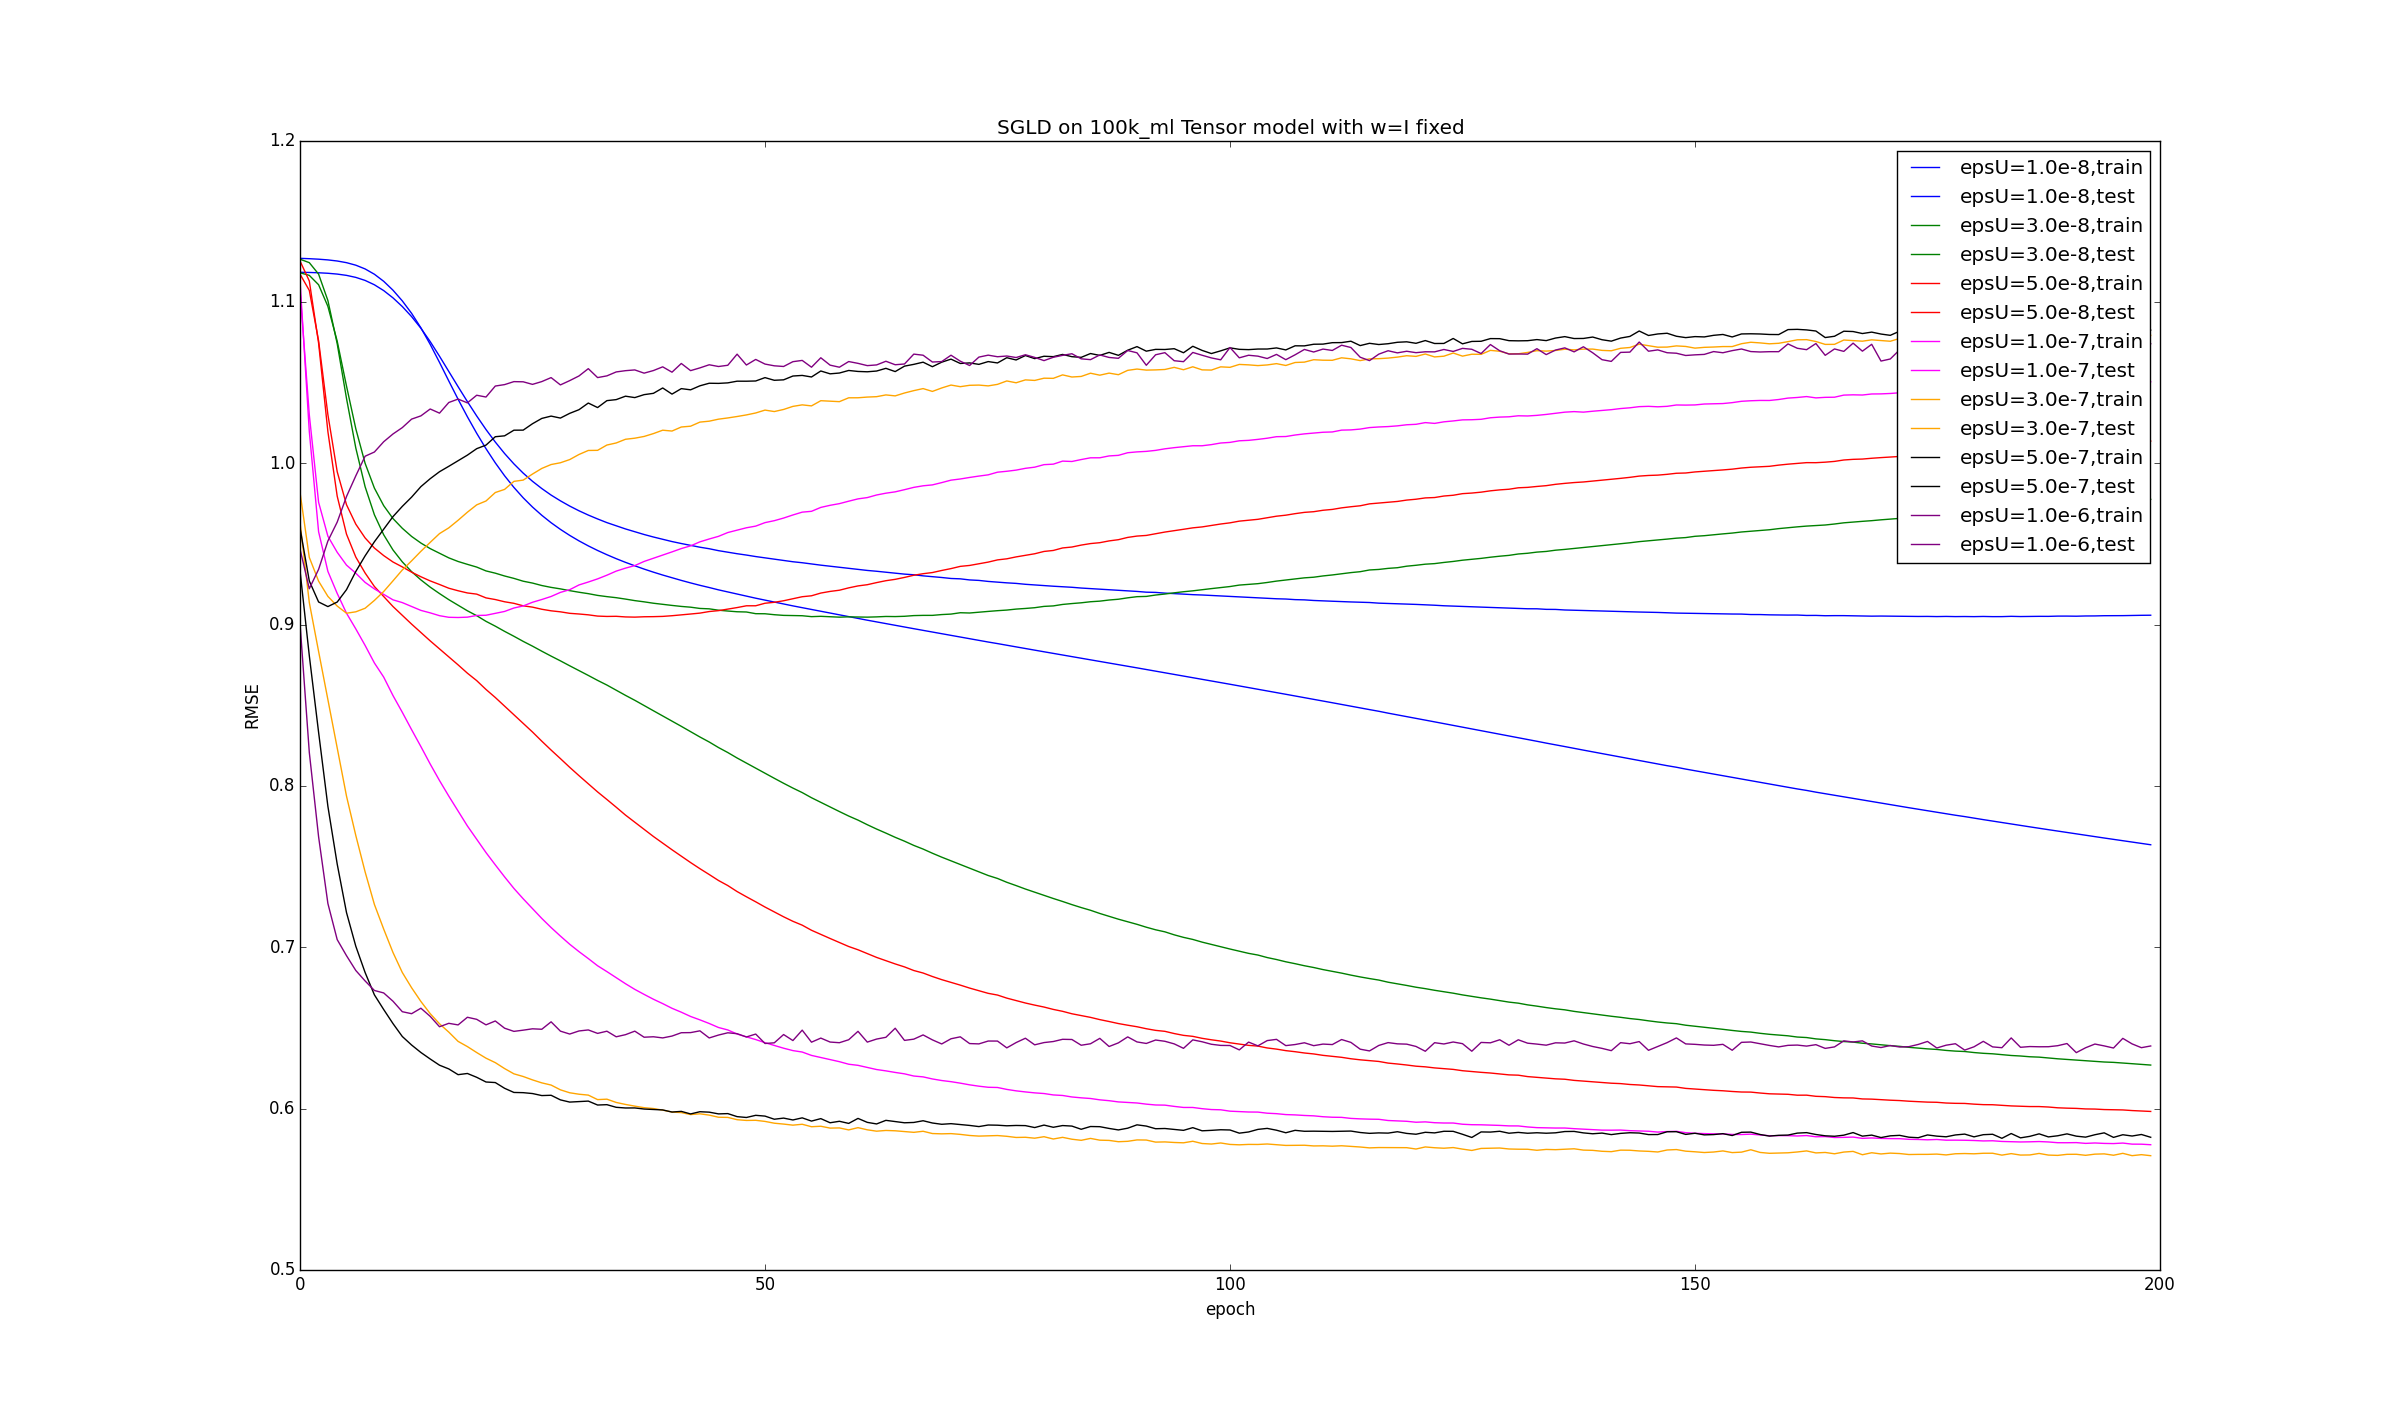 SGLD on 100k_ml Tensor model with w=I fixed
1.2
1.1
1.0
0.9
0.8
0.7
0.6
0.5
RMSE
0
50
100
150
200
epoch
epsU=1.0e-8,train
epsU=1.0e-8,test
epsU=3.0e-8,train
epsU=3.0e-8,test
epsU=5.0e-8,train
epsU=5.0e-8,test
epsU=1.0e-7,train
epsU=1.0e-7,test
epsU=3.0e-7,train
epsU=3.0e-7,test
epsU=5.0e-7,train
epsU=5.0e-7,test
epsU=1.0e-6,train
epsU=1.0e-6,test